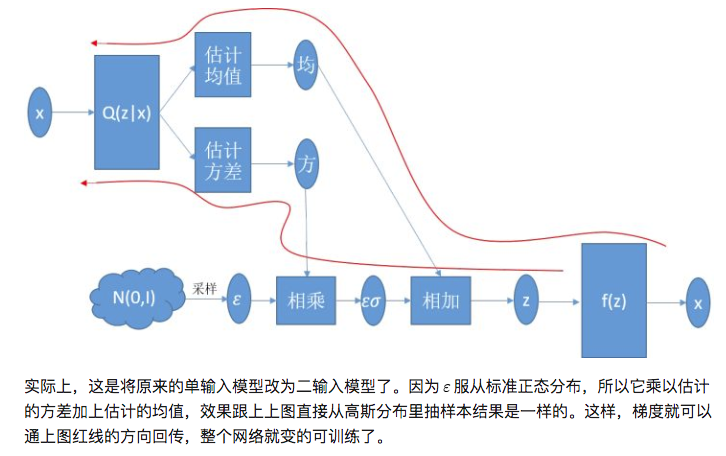 估计
均值
均
x
Q(z|x)
估计
方差
方
N(0,I)
采样
ε
相乘
εσ
相加
z
f(z)
x
实际上，这是将原来的单输入模型改为二输入模型了。因为 ε 服从标准正态分布，所以它乘以估计
的方差加上估计的均值，效果跟上上图直接从高斯分布里抽样本结果是一样的。这样，梯度就可以
通上图红线的方向回传，整个网络就变的可训练了。